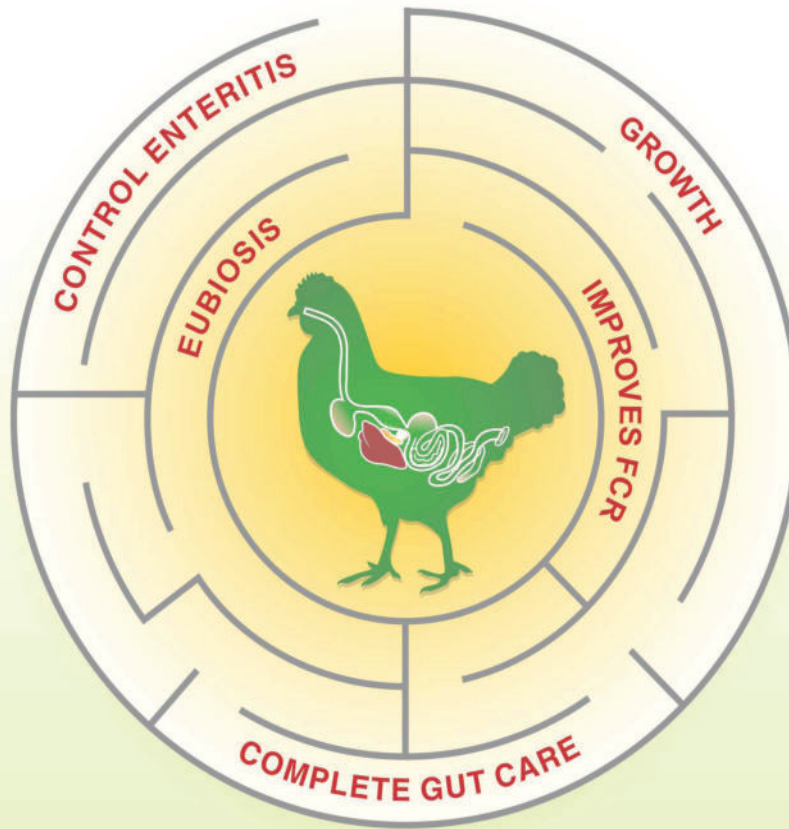 CONTROL ENTERITIS
GROWTH
EUBIOSIS
IMPROVES FCR
COMPLETE GUT CARE